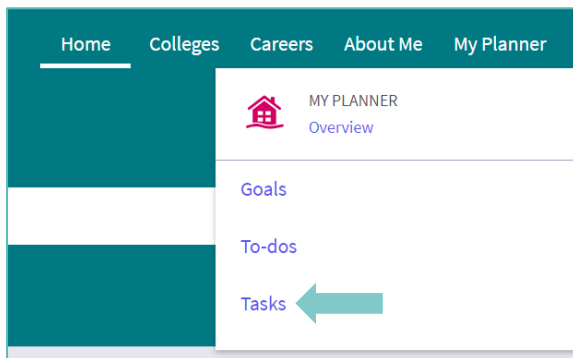 Home Colleges Careers About Me My Planner
MY PLANNER
Overview
Goals
To-dos
Tasks